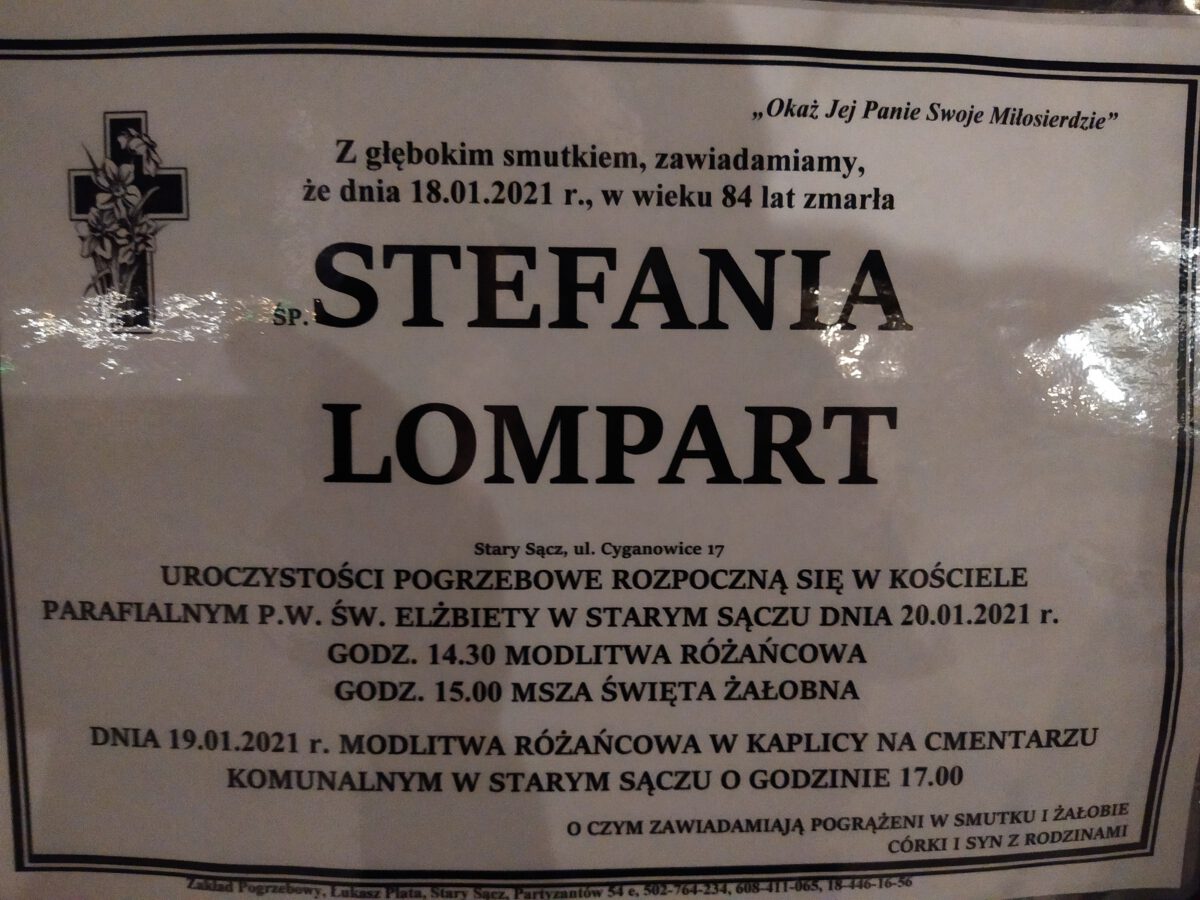 „Okaż Jej Panie Swoje Miłosierdzie”
Z głębokim smutkiem, zawiadamiamy,
że dnia 18.01.2021 r., w wieku 84 lat zmarła
ŚP. STEFANIA
LOMPART
Stary Sącz, ul. Cyganowice 17
UROCZYSTOŚCI POGRZEBOWE ROZPOCZNĄ SIĘ W KOŚCIELE
PARAFIALNYM P.W. ŚW. ELŻBIETY W STARYM SĄCZU DNIA 20.01.2021 r.
GODZ. 14.30 MODLITWA RÓŻAŃCOWA
GODZ. 15.00 MSZA ŚWIĘTA ŻAŁOBNA
DNIA 19.01.2021 r. MODLITWA RÓŻAŃCOWA W KAPLICY NA CMENTARZU
KOMUNALNYM W STARYM SĄCZU O GODZINIE 17.00
O CZYM ZAWIADAMIAJĄ POGRĄŻENI W SMUTKU I ŻAŁOBIE
CÓRKI I SYN Z RODZINAMI
Zakład Pogrzebowy, Łukasz Płata, Stary Sącz, Partyzantów 54 e, 502-764-234, 608-411-065, 18-446-16-56